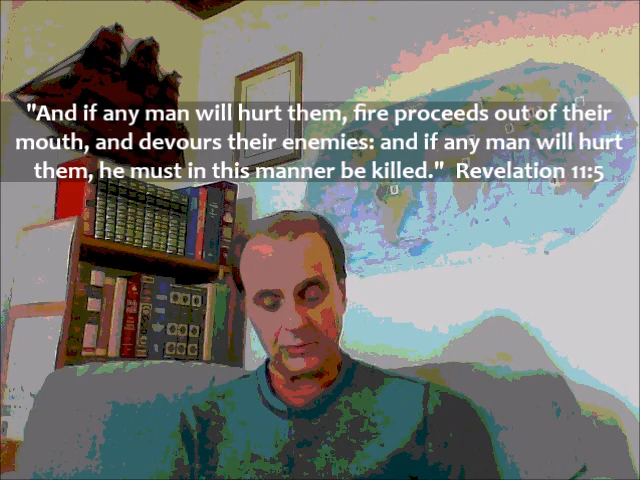 "And if any man will hurt them, fire proceeds out of their
mouth, and devours their enemies: and if any man will hurt
them, he must in this manner be killed."  Revelation 11:5